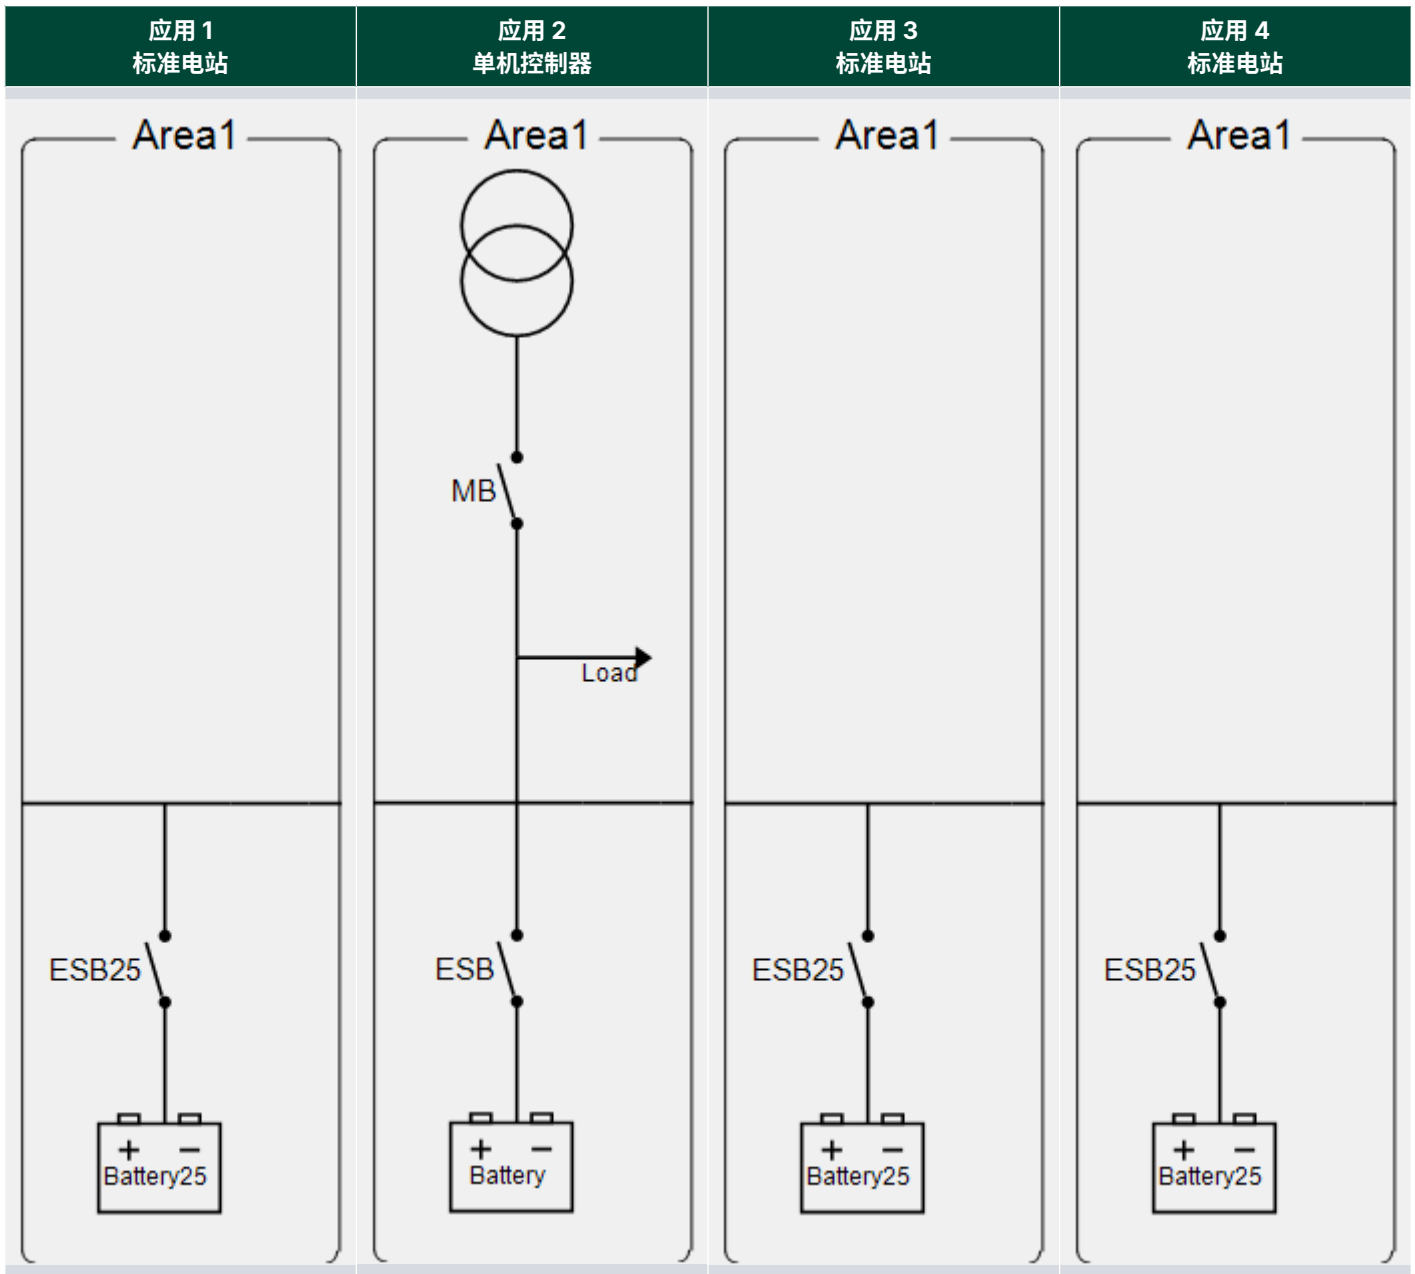 应用 1
标准电站
应用 2
单机控制器
应用 3
标准电站
应用 4
标准电站
Area1
ESB25
+ −
Battery25
Area1
MB
Load
ESB
+ −
Battery
Area1
ESB25
+ −
Battery25
Area1
ESB25
+ −
Battery25